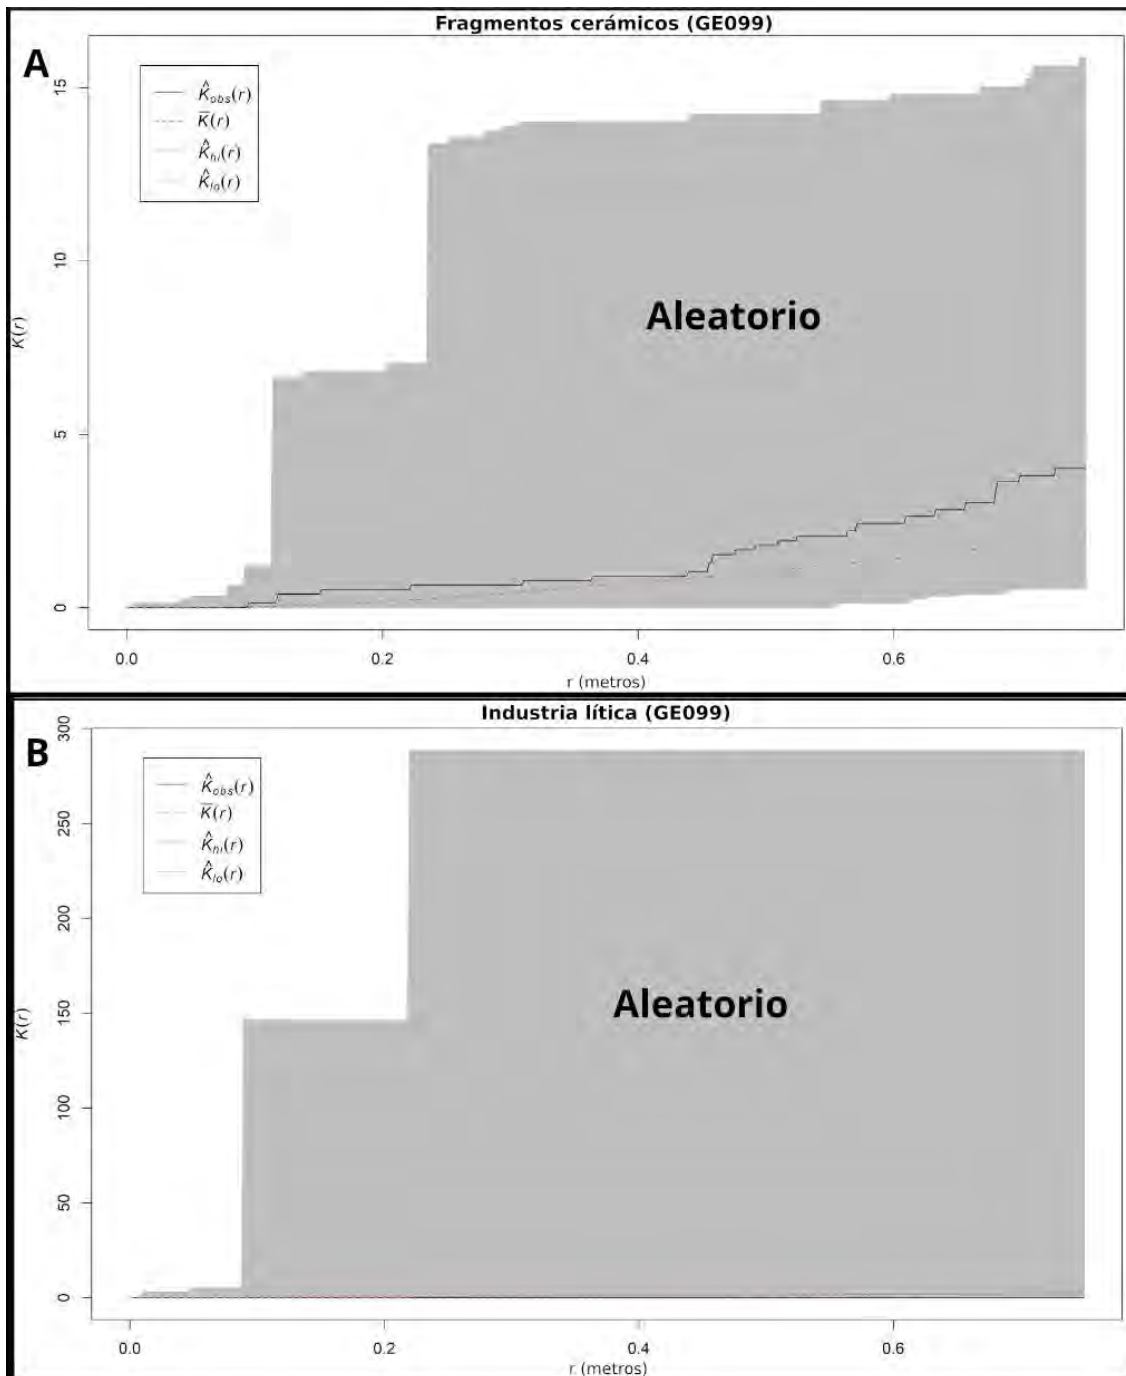 Fragmentos cerámicos (GE099)
A
K̂obs(r)
K̅(r)
K̂hi(r)
K̂lo(r)
15
10
5
0
K(r)
Aleatorio
0.0 0.2 0.4 0.6
r (metros)
Industria lítica (GE099)
B
K̂obs(r)
K̅(r)
K̂hi(r)
K̂lo(r)
300
250
200
150
100
50
0
K(r)
Aleatorio
0.0 0.2 0.4 0.6
r (metros)